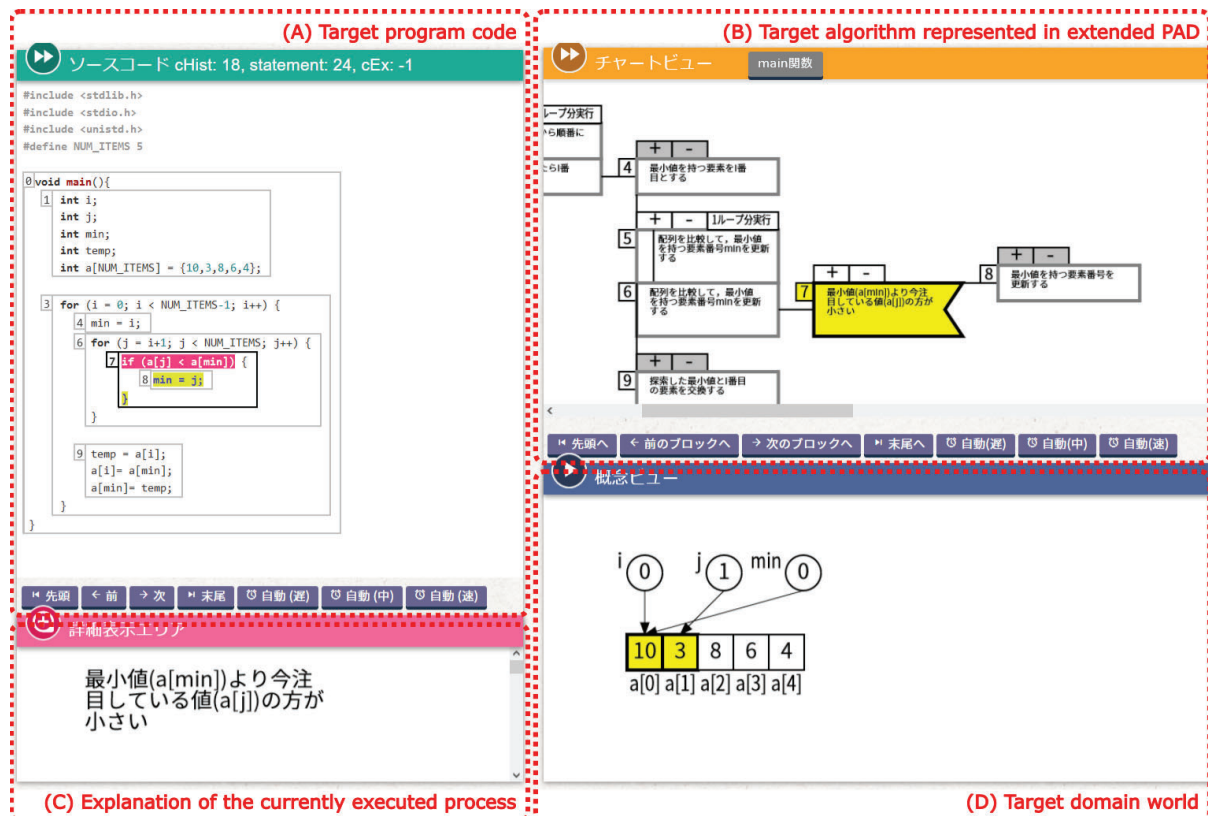 (A) Target program code
ソースコード cHist: 18, statement: 24, cEx: -1
#include <stdlib.h>
#include <stdio.h>
#include <unistd.h>
#define NUM_ITEMS 5
0 void main(){
1 int i;
int j;
int min;
int temp;
int a[NUM_ITEMS] = {10,3,8,6,4};
3 for (i = 0; i < NUM_ITEMS-1; i++) {
4 min = i;
6 for (j = i+1; j < NUM_ITEMS; j++) {
7 if (a[j] < a[min]) {
8 min = j;
}
}
9 temp = a[i];
a[i]= a[min];
a[min]= temp;
}
}
先頭 ← 前 → 次 末尾 自動 (遅) 自動 (中) 自動 (速)
詳細表示エリア
最小値(a[min])より今注
目している値(a[j])の方が
小さい
(C) Explanation of the currently executed process
(B) Target algorithm represented in extended PAD
チャートビュー main関数
ループ分実行
から順番に
たらi番
+ -
4 最小値を持つ要素をi番
目とする
+ - 1ループ分実行
5 配列を比較して，最小値
を持つ要素番号minを更新
する
6 配列を比較して，最小値
を持つ要素番号minを更新
する
+ -
7 最小値(a[min])より今注
目している値(a[j])の方が
小さい
+ -
8 最小値を持つ要素番号を
更新する
+ -
9 探索した最小値とi番目
の要素を交換する
先頭へ ← 前のブロックへ → 次のブロックへ 末尾へ 自動(遅) 自動(中) 自動(速)
概念ビュー
i 0 j 1 min 0
10 3 8 6 4
a[0] a[1] a[2] a[3] a[4]
(D) Target domain world